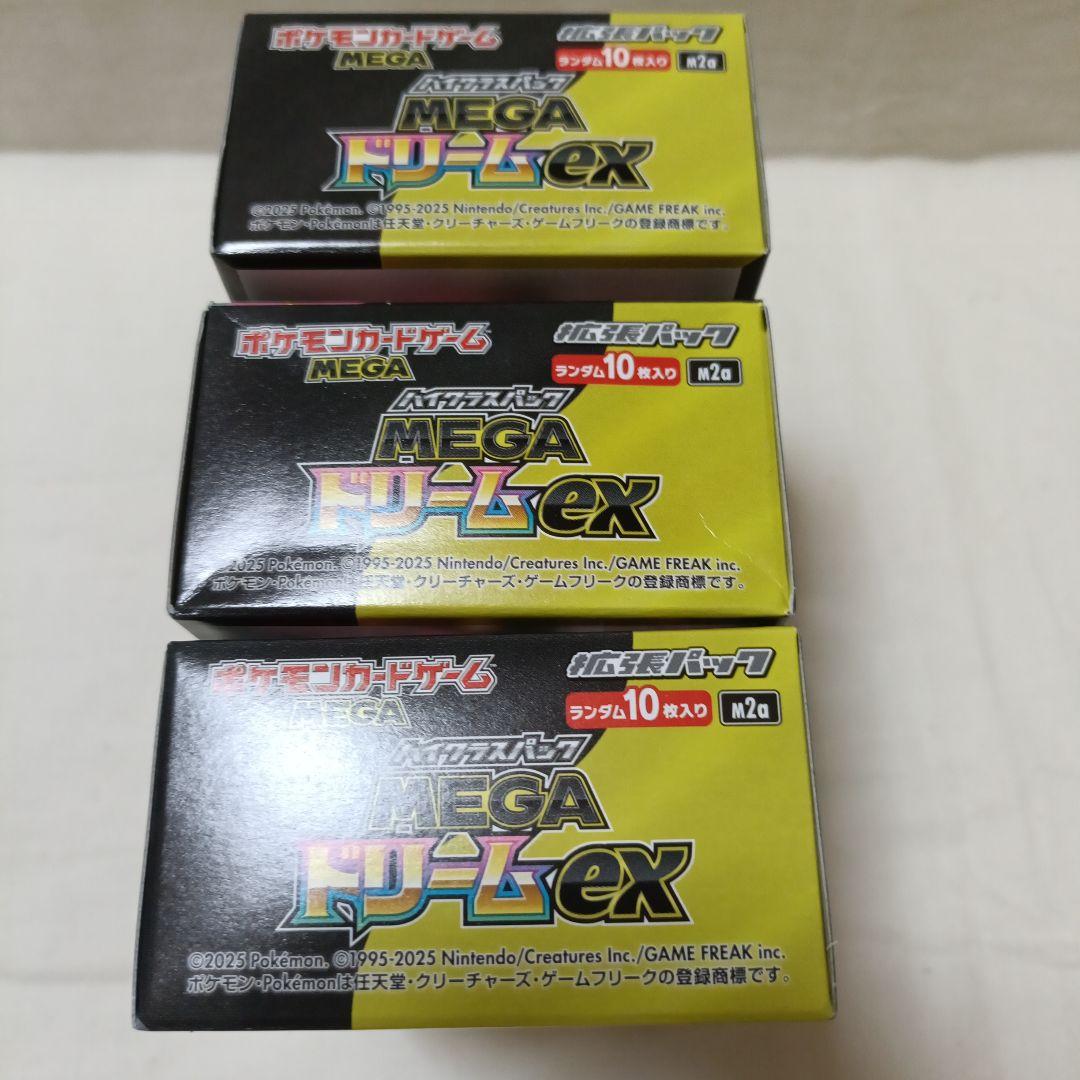 ポケモンカードゲーム
MEGA
拡張パック
ランダム10枚入り M2a
ハイクラスパック
MEGA
ドリームex
©2025 Pokémon. ©1995-2025 Nintendo/Creatures Inc./GAME FREAK inc.
ポケモン・Pokémonは任天堂・クリーチャーズ・ゲームフリークの登録商標です。
ポケモンカードゲーム
MEGA
拡張パック
ランダム10枚入り M2a
ハイクラスパック
MEGA
ドリームex
©2025 Pokémon. ©1995-2025 Nintendo/Creatures Inc./GAME FREAK inc.
ポケモン・Pokémonは任天堂・クリーチャーズ・ゲームフリークの登録商標です。
ポケモンカードゲーム
MEGA
拡張パック
ランダム10枚入り M2a
ハイクラスパック
MEGA
ドリームex
©2025 Pokémon. ©1995-2025 Nintendo/Creatures Inc./GAME FREAK inc.
ポケモン・Pokémonは任天堂・クリーチャーズ・ゲームフリークの登録商標です。